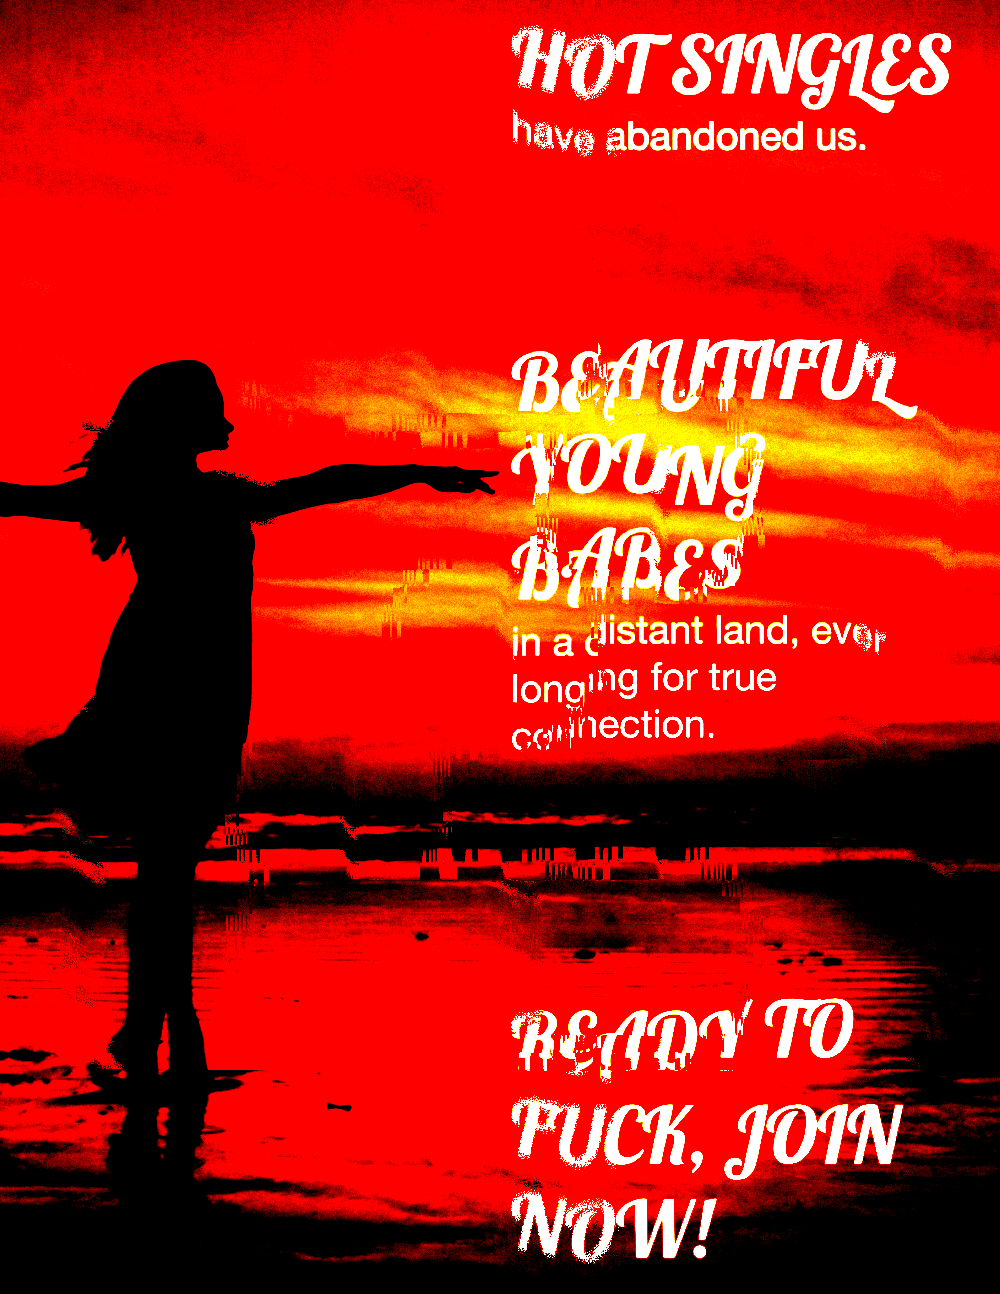 HOT SINGLES
have abandoned us.
BEAUTIFUL
YOUNG
BABES
in a distant land, ever
longing for true
connection.
READY TO
FUCK, JOIN
NOW!